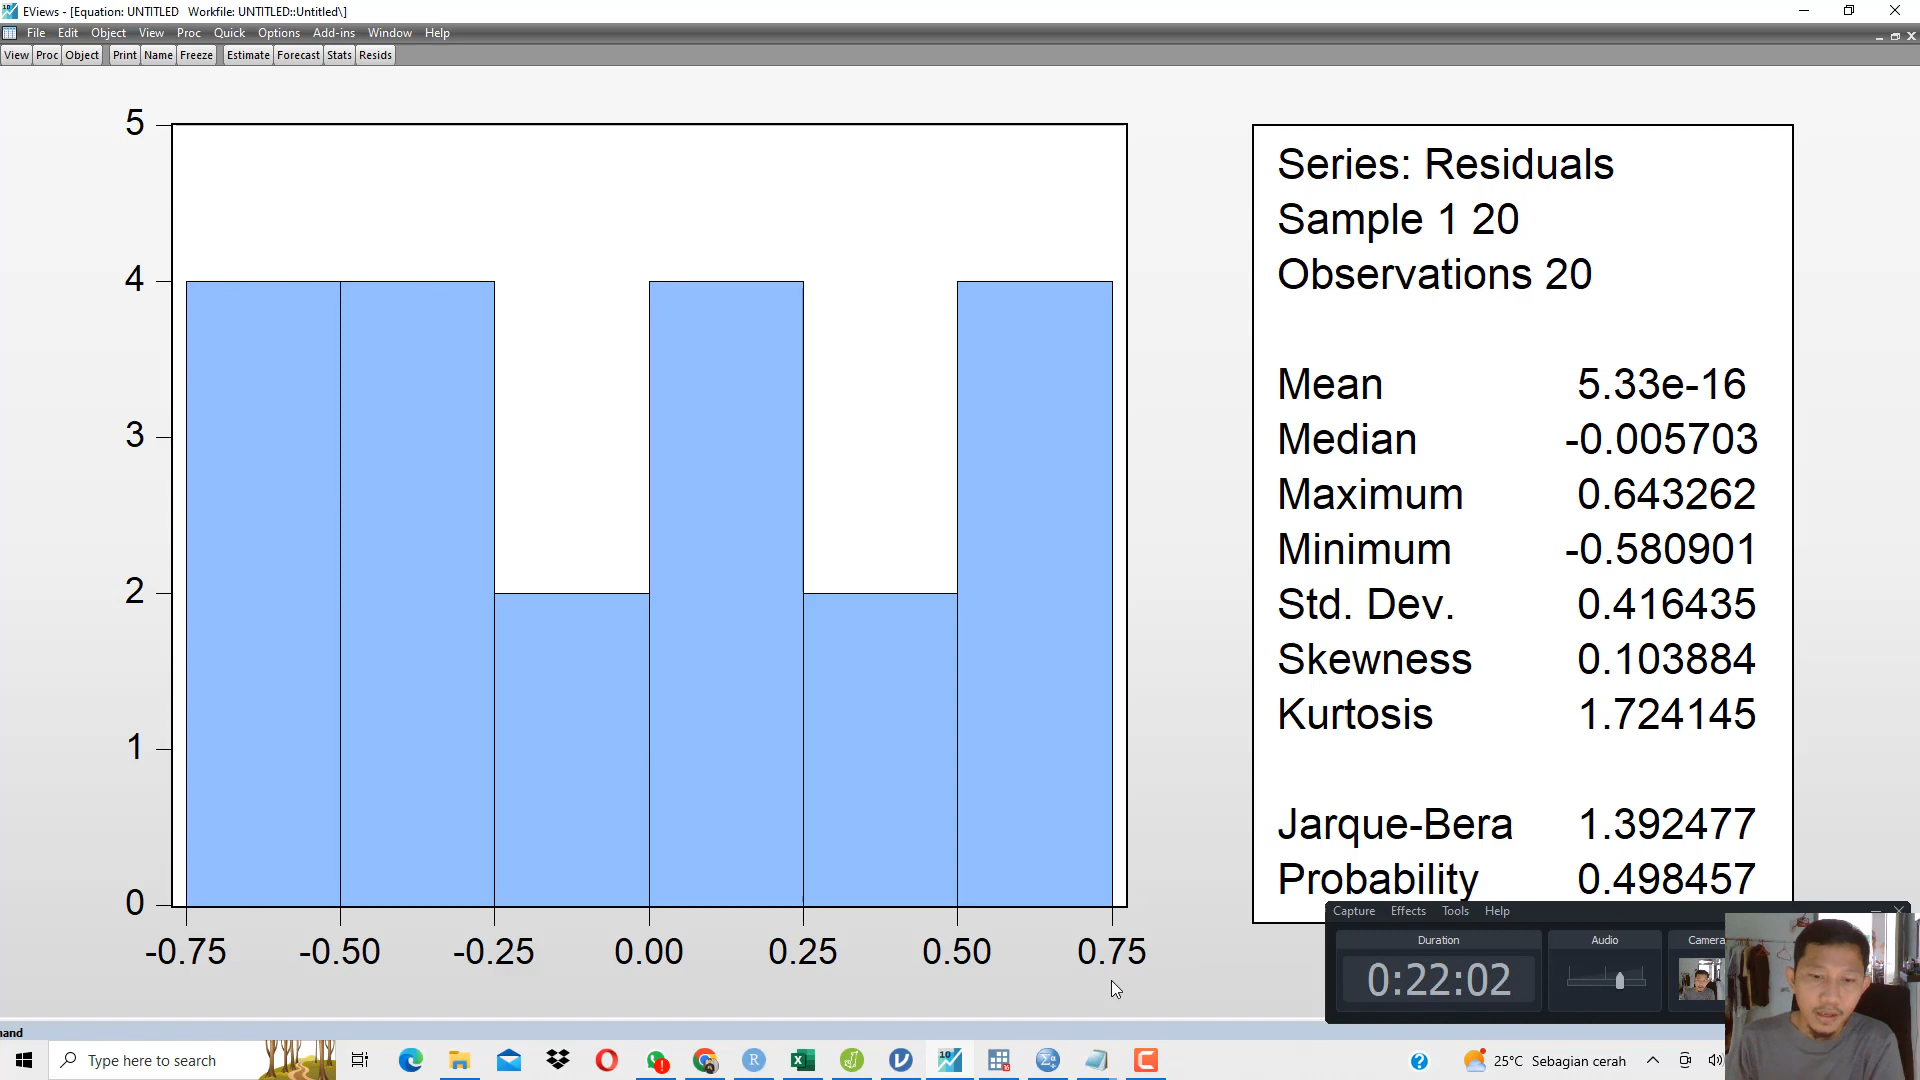 EViews - [Equation: UNTITLED   Workfile: UNTITLED::Untitled\]
File Edit Object View Proc Quick Options Add-ins Window Help
View Proc Object Print Name Freeze Estimate Forecast Stats Resids
5
4
3
2
1
0
-0.75 -0.50 -0.25 0.00 0.25 0.50 0.75
Series: Residuals
Sample 1 20
Observations 20
Mean 5.33e-16
Median -0.005703
Maximum 0.643262
Minimum -0.580901
Std. Dev. 0.416435
Skewness 0.103884
Kurtosis 1.724145
Jarque-Bera 1.392477
Probability 0.498457
Capture Effects Tools Help
Duration Audio Camera
0:22:02
nand
Type here to search
25°C Sebagian cerah